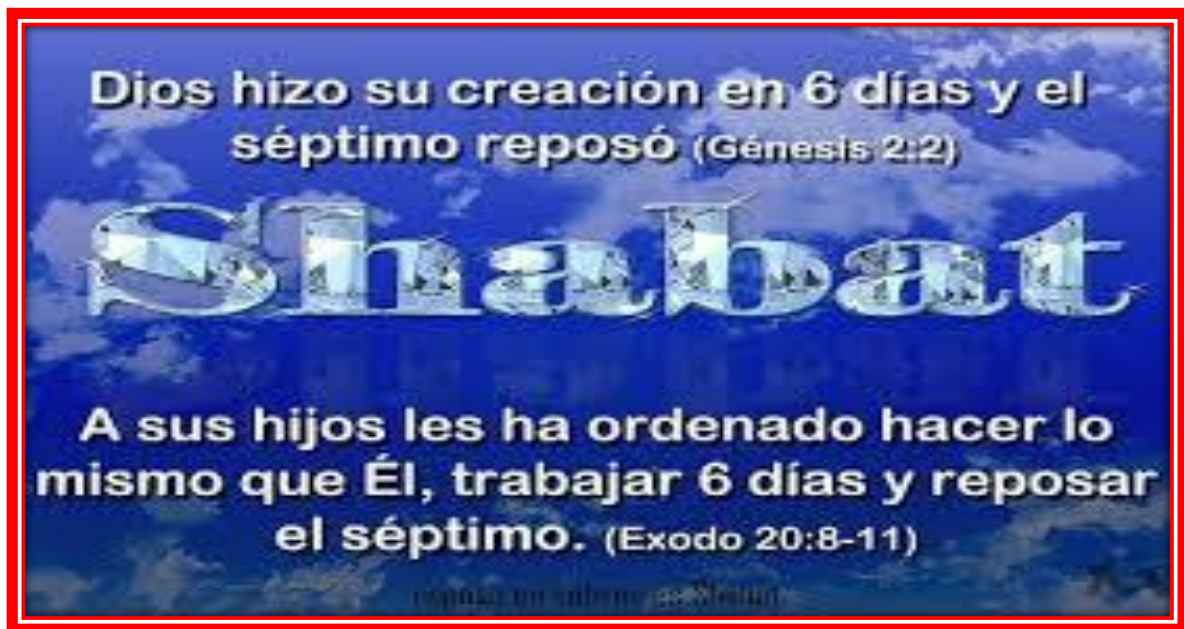 Dios hizo su creación en 6 días y el
séptimo reposó (Génesis 2:2)
Shabat
A sus hijos les ha ordenado hacer lo
mismo que Él, trabajar 6 días y reposar
el séptimo. (Exodo 20:8-11)